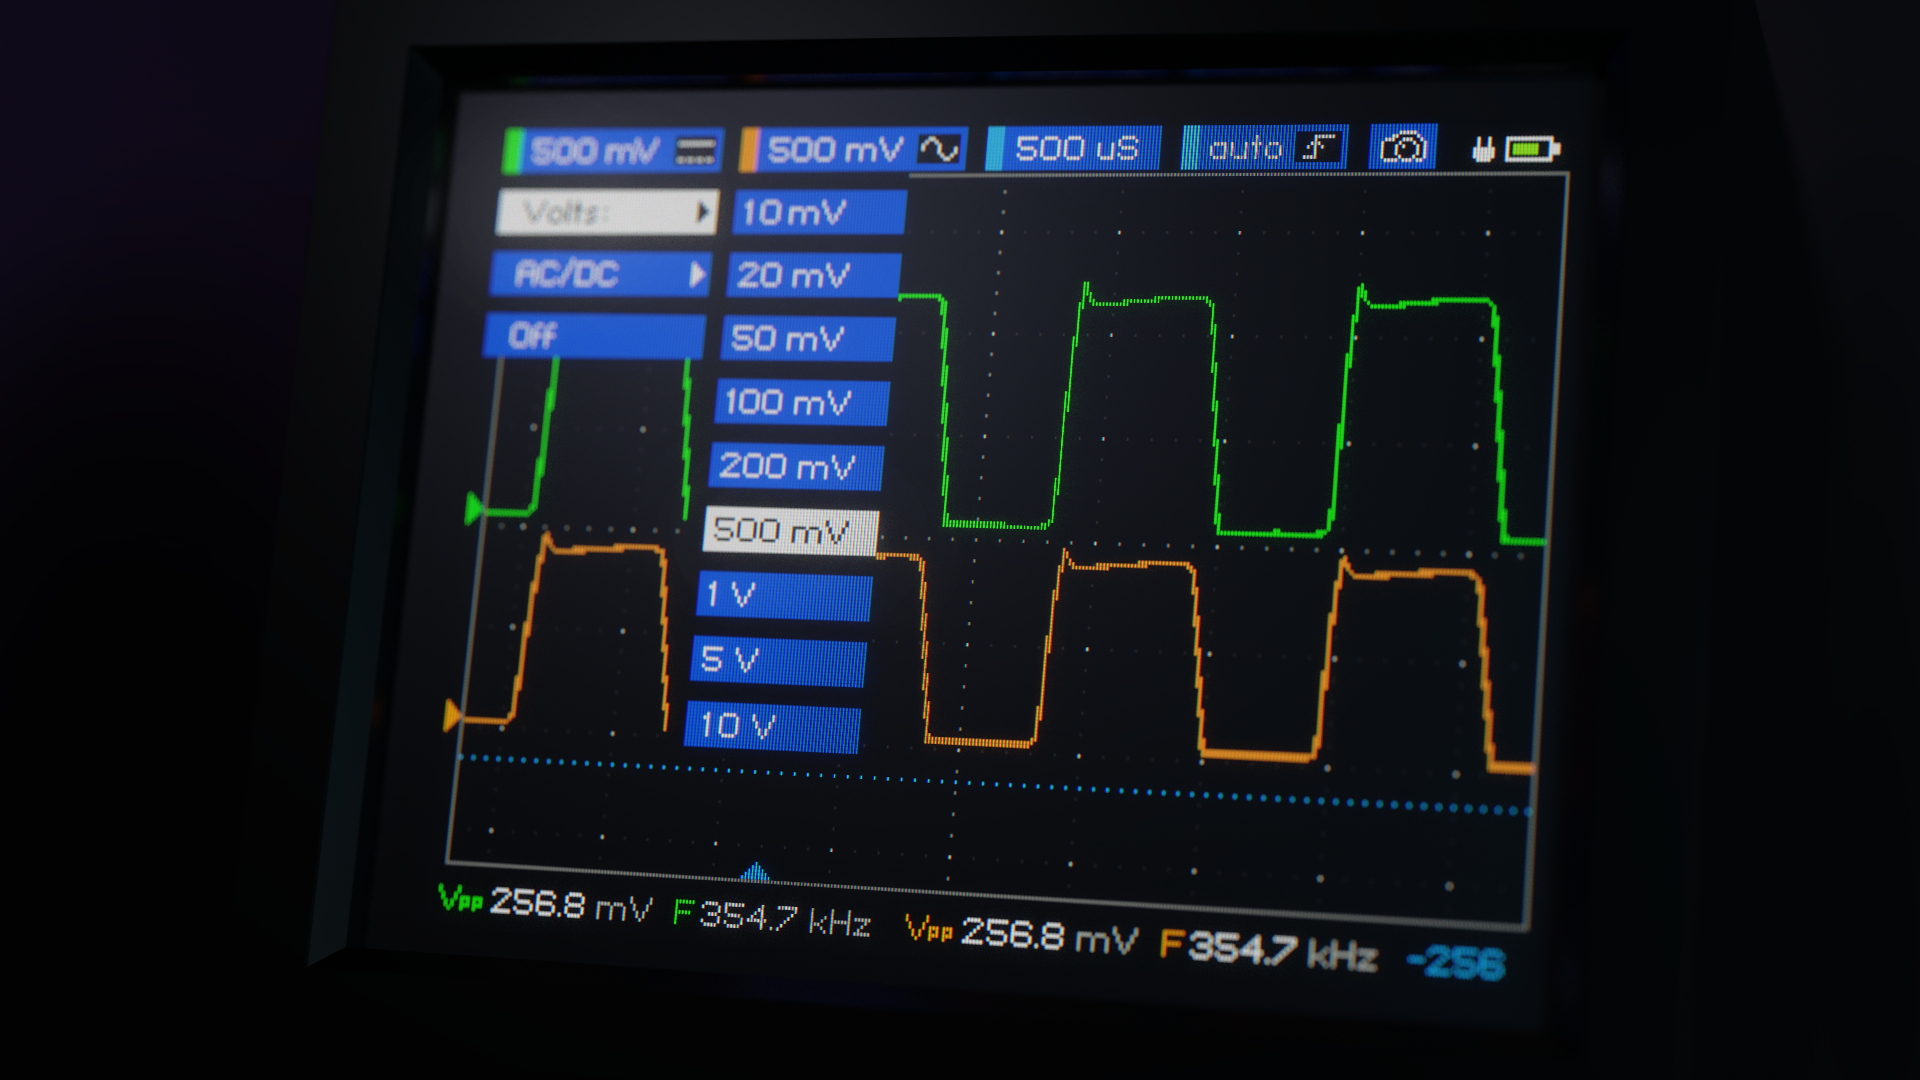 500 mV 500 mV 500 uS auto
Volts:
AC/DC
Off
10 mV
20 mV
50 mV
100 mV
200 mV
500 mV
1 V
5 V
10 V
Vpp 256.8 mV F 354.7 kHz Vpp 256.8 mV F 354.7 kHz -256